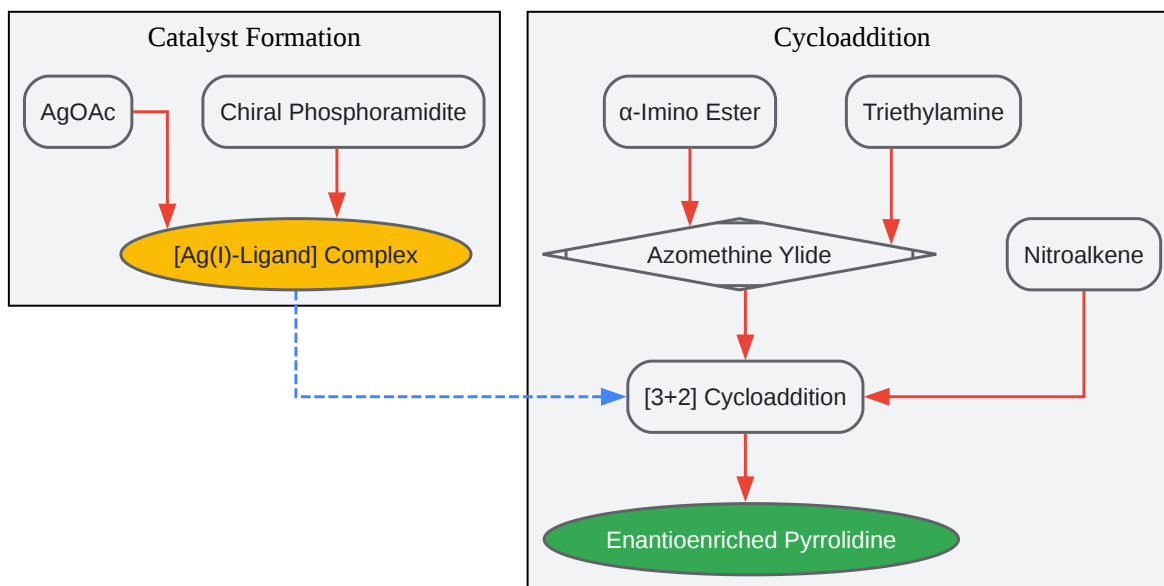 Catalyst Formation
AgOAc
Chiral Phosphoramidite
[Ag(I)-Ligand] Complex
Cycloaddition
α-Imino Ester
Triethylamine
Azomethine Ylide
Nitroalkene
[3+2] Cycloaddition
Enantioenriched Pyrrolidine